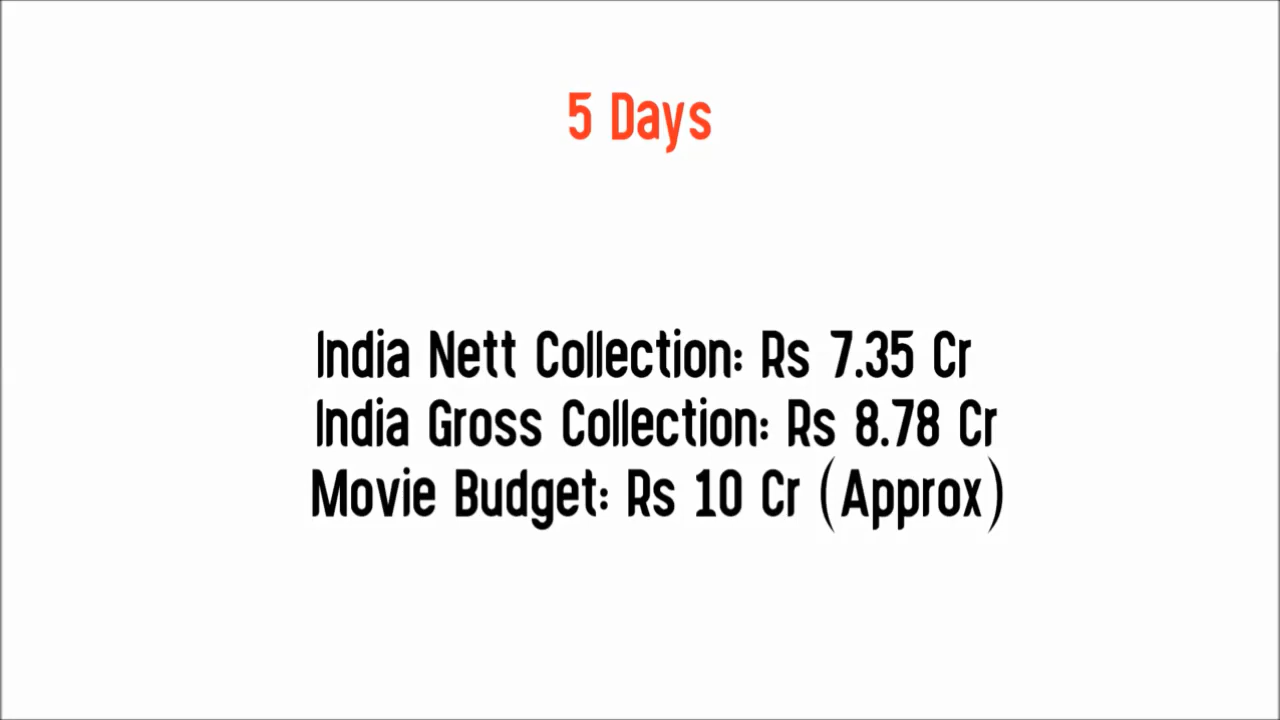 5 Days
India Nett Collection: Rs 7.35 Cr
India Gross Collection: Rs 8.78 Cr
Movie Budget: Rs 10 Cr (Approx)